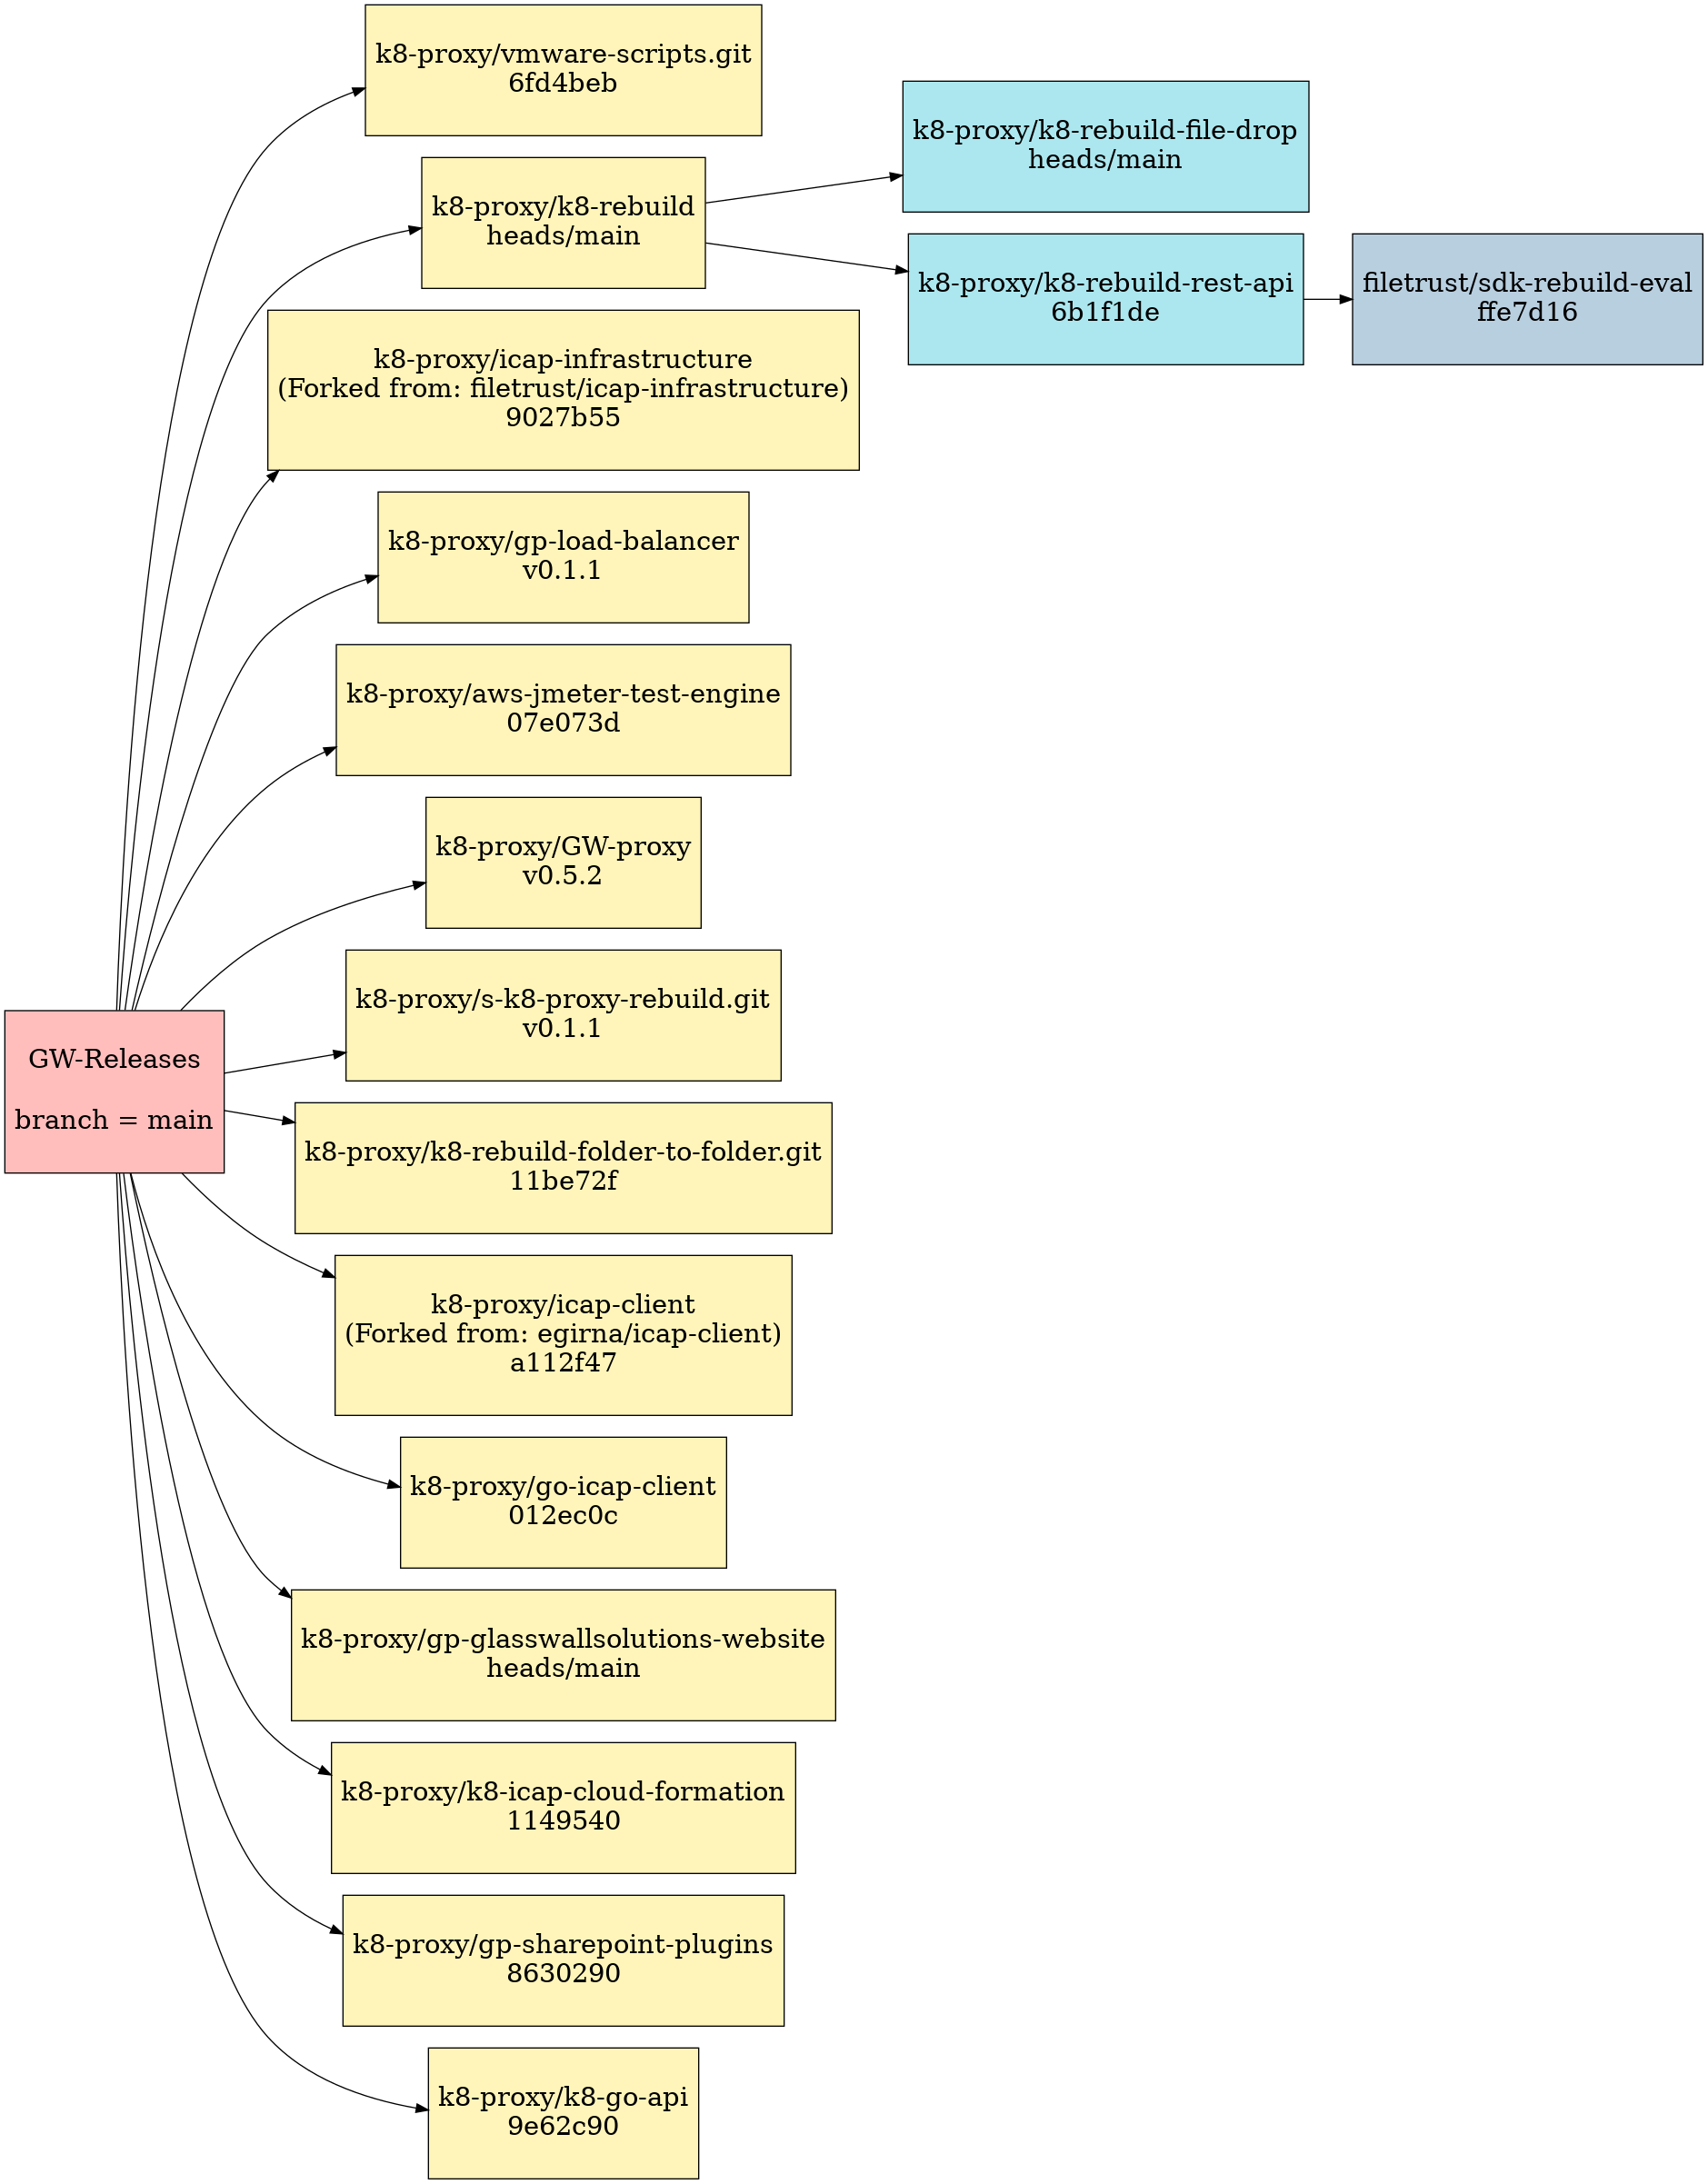 k8-proxy/vmware-scripts.git
6fd4beb
k8-proxy/k8-rebuild
heads/main
k8-proxy/k8-rebuild-file-drop
heads/main
k8-proxy/k8-rebuild-rest-api
6b1f1de
filetrust/sdk-rebuild-eval
ffe7d16
k8-proxy/icap-infrastructure
(Forked from: filetrust/icap-infrastructure)
9027b55
k8-proxy/gp-load-balancer
v0.1.1
k8-proxy/aws-jmeter-test-engine
07e073d
k8-proxy/GW-proxy
v0.5.2
k8-proxy/s-k8-proxy-rebuild.git
v0.1.1
GW-Releases
branch = main
k8-proxy/k8-rebuild-folder-to-folder.git
11be72f
k8-proxy/icap-client
(Forked from: egirna/icap-client)
a112f47
k8-proxy/go-icap-client
012ec0c
k8-proxy/gp-glasswallsolutions-website
heads/main
k8-proxy/k8-icap-cloud-formation
1149540
k8-proxy/gp-sharepoint-plugins
8630290
k8-proxy/k8-go-api
9e62c90